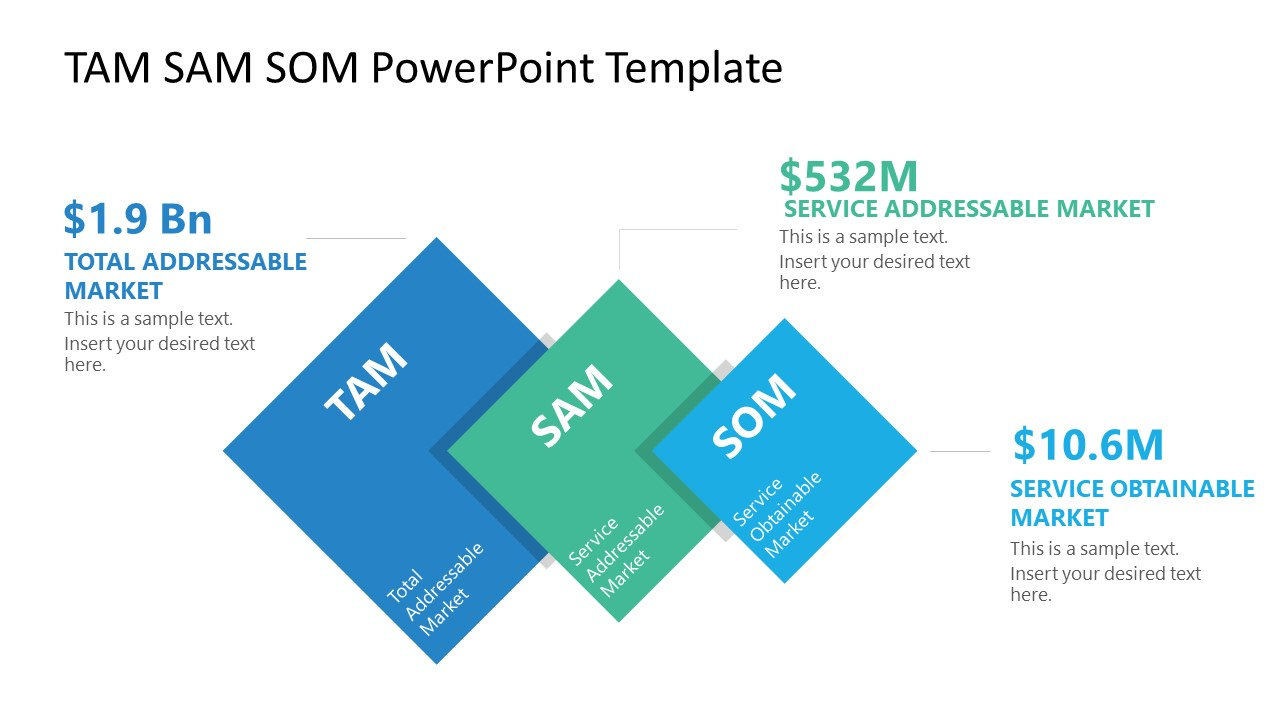 TAM SAM SOM PowerPoint Template
$1.9 Bn
TOTAL ADDRESSABLE
MARKET
This is a sample text.
Insert your desired text
here.
$532M
SERVICE ADDRESSABLE MARKET
This is a sample text.
Insert your desired text
here.
TAM
Total
Addressable
Market
SAM
Service
Addressable
Market
SOM
Service
Obtainable
Market
$10.6M
SERVICE OBTAINABLE
MARKET
This is a sample text.
Insert your desired text
here.